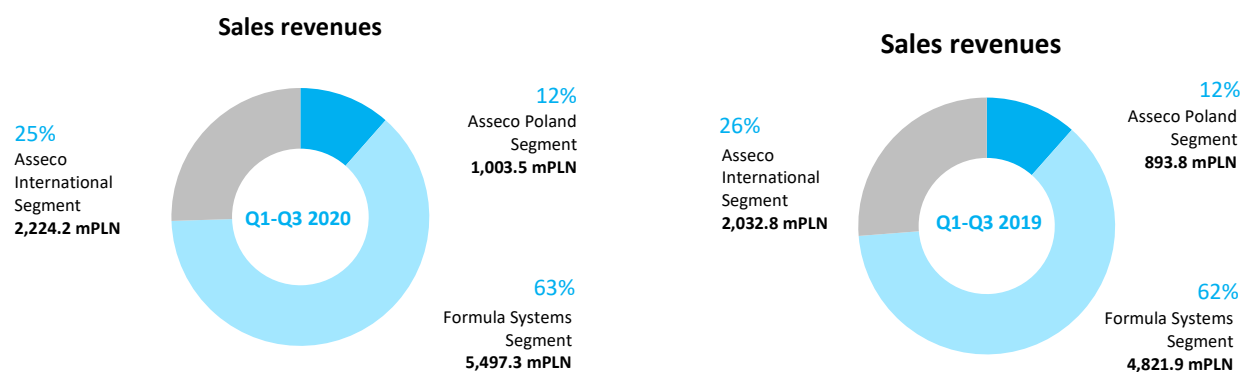 Sales revenues
12%
Asseco Poland
Segment
1,003.5 mPLN
25%
Asseco
International
Segment
2,224.2 mPLN
Q1-Q3 2020
63%
Formula Systems
Segment
5,497.3 mPLN
Sales revenues
12%
Asseco Poland
Segment
893.8 mPLN
26%
Asseco
International
Segment
2,032.8 mPLN
Q1-Q3 2019
62%
Formula Systems
Segment
4,821.9 mPLN